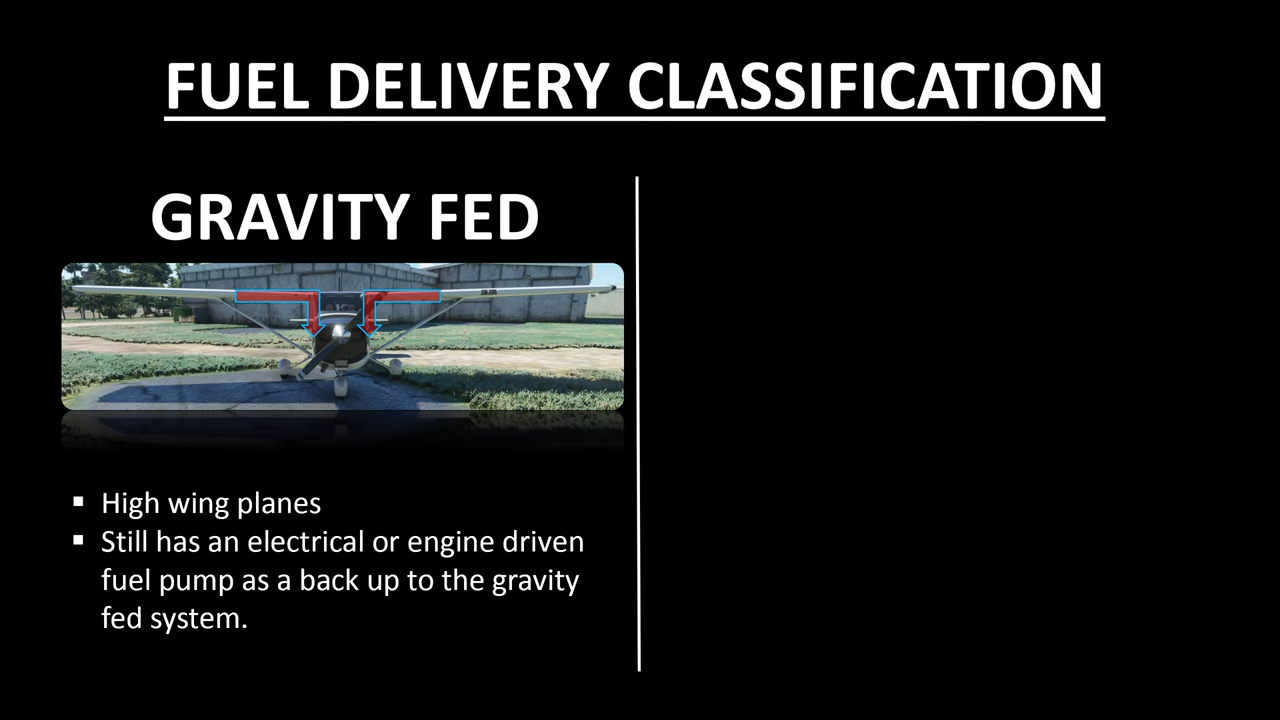 FUEL DELIVERY CLASSIFICATION
GRAVITY FED
▪ High wing planes
▪ Still has an electrical or engine driven
fuel pump as a back up to the gravity
fed system.